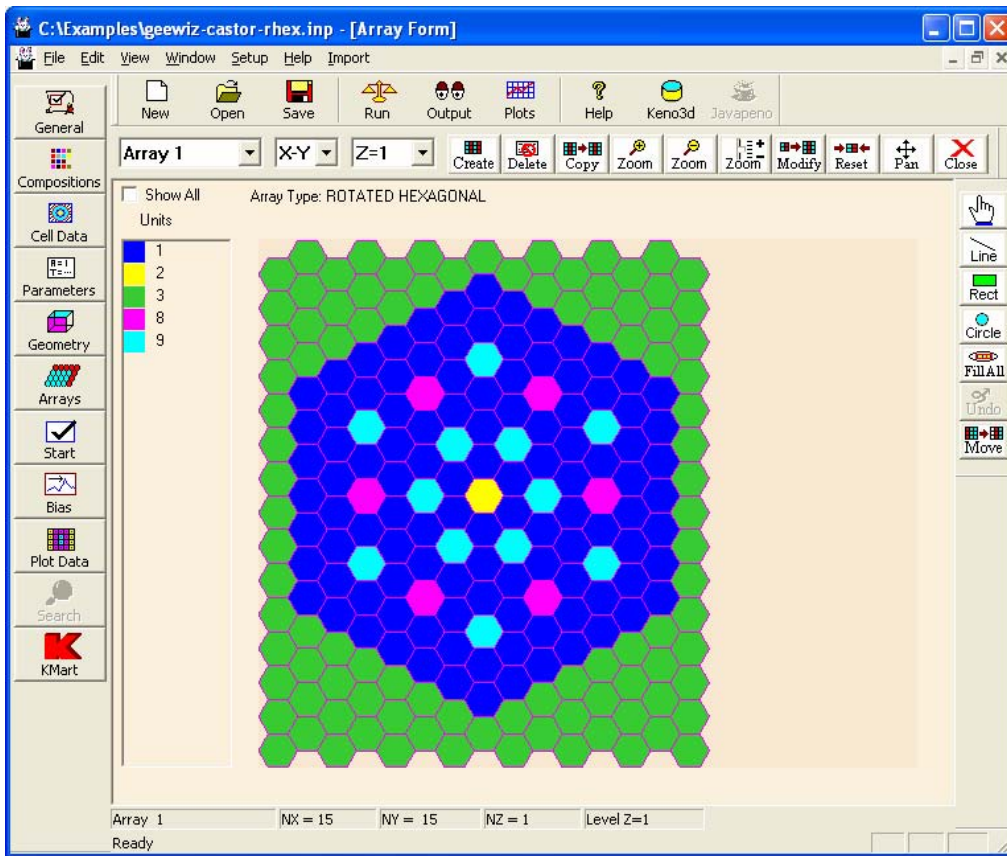 C:\Examples\geewiz-castor-rhex.inp - [Array Form]
File Edit View Window Setup Help Import
General
New Open Save Run Output Plots Help Keno3d Javapeno
Array 1 X-Y Z=1 Create Delete Copy Zoom Zoom Zoom Modify Reset Pan Close
Compositions
Cell Data
Parameters
Geometry
Arrays
Start
Bias
Plot Data
Search
KMart
Show All Array Type: ROTATED HEXAGONAL
Units
1
2
3
8
9
Line
Rect
Circle
FillAll
Undo
Move
Array 1 NX = 15 NY = 15 NZ = 1 Level Z=1
Ready